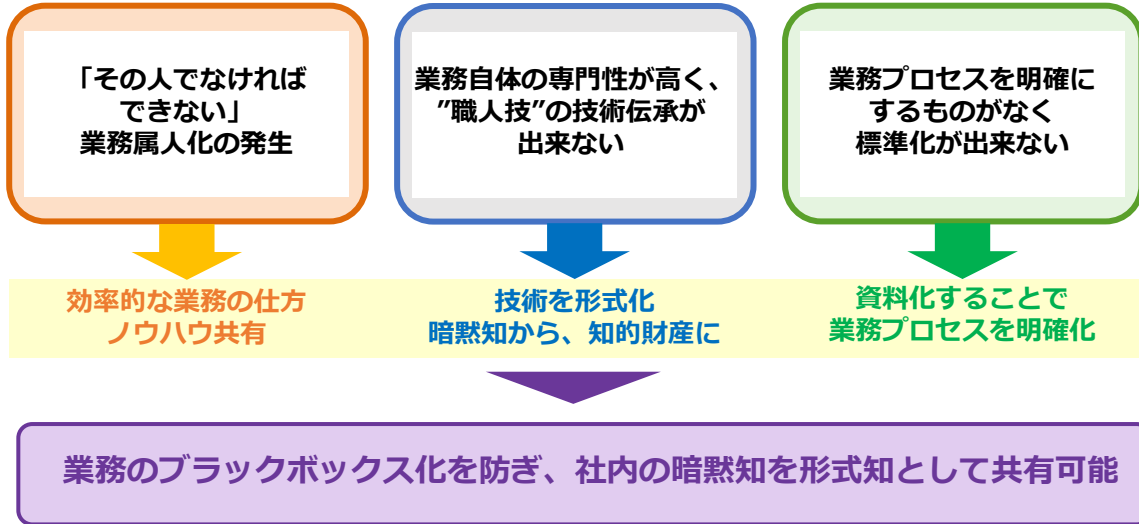 「その人でなければ
できない」
業務属人化の発生
業務自体の専門性が高く、
”職人技”の技術伝承が
出来ない
業務プロセスを明確に
するものがなく
標準化が出来ない
効率的な業務の仕方
ノウハウ共有
技術を形式化
暗黙知から、知的財産に
資料化することで
業務プロセスを明確化
業務のブラックボックス化を防ぎ、社内の暗黙知を形式知として共有可能